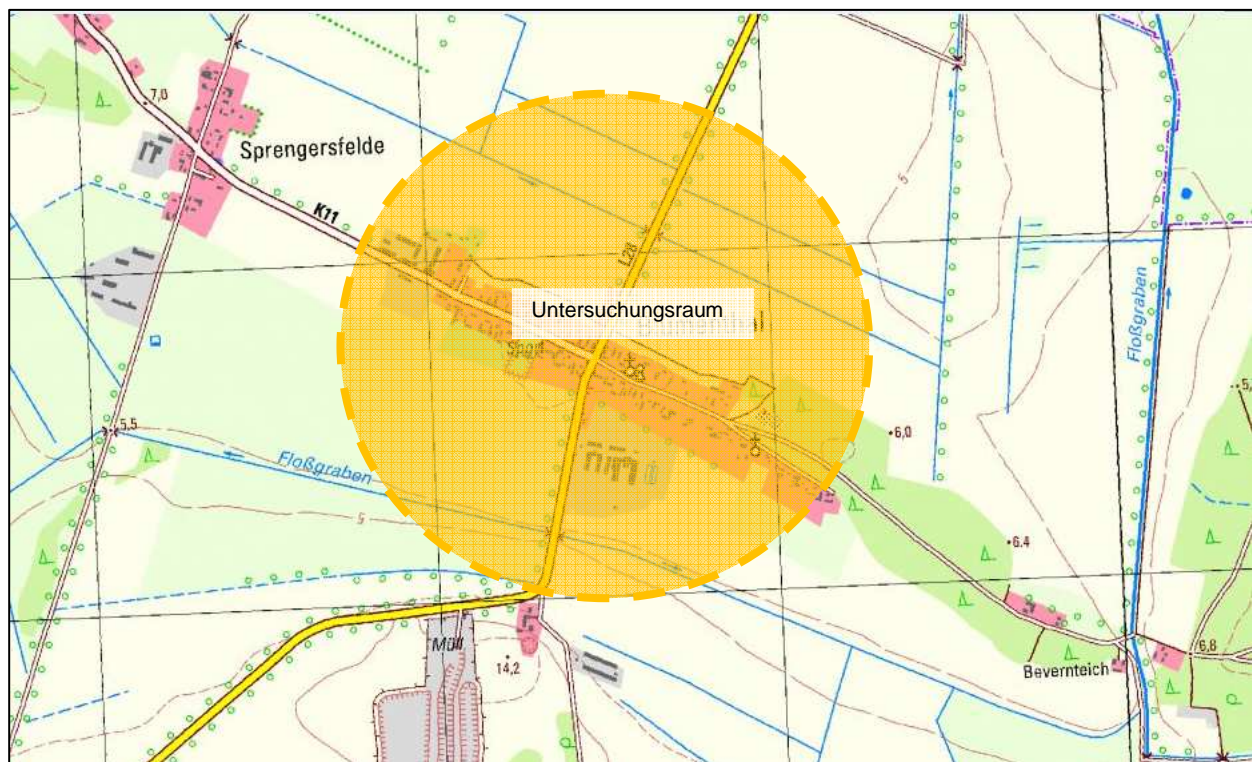 7,0
Sprengersfelde
K11
L28
5
Untersuchungsraum
Floßgraben
5,5
6,0
Floßgraben
5
6.4
Müll
14,2
6,8
Bevernteich